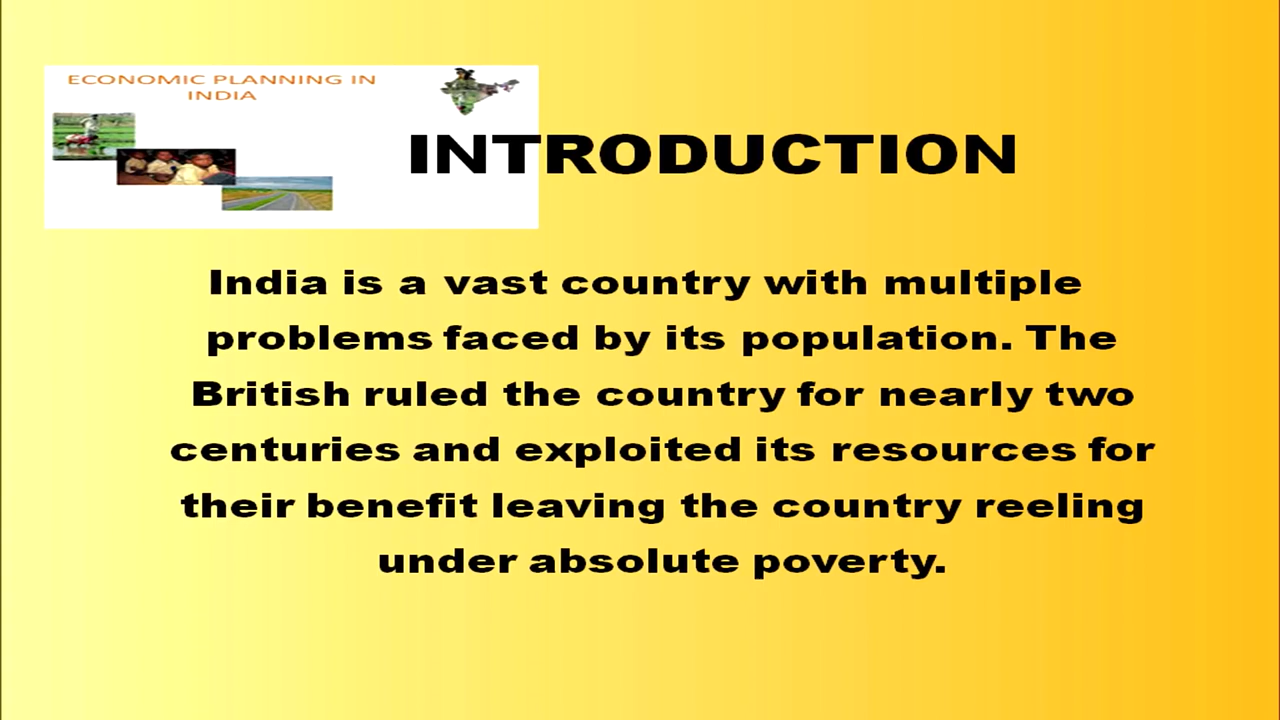 ECONOMIC PLANNING IN
INDIA
INTRODUCTION
India is a vast country with multiple
problems faced by its population. The
British ruled the country for nearly two
centuries and exploited its resources for
their benefit leaving the country reeling
under absolute poverty.